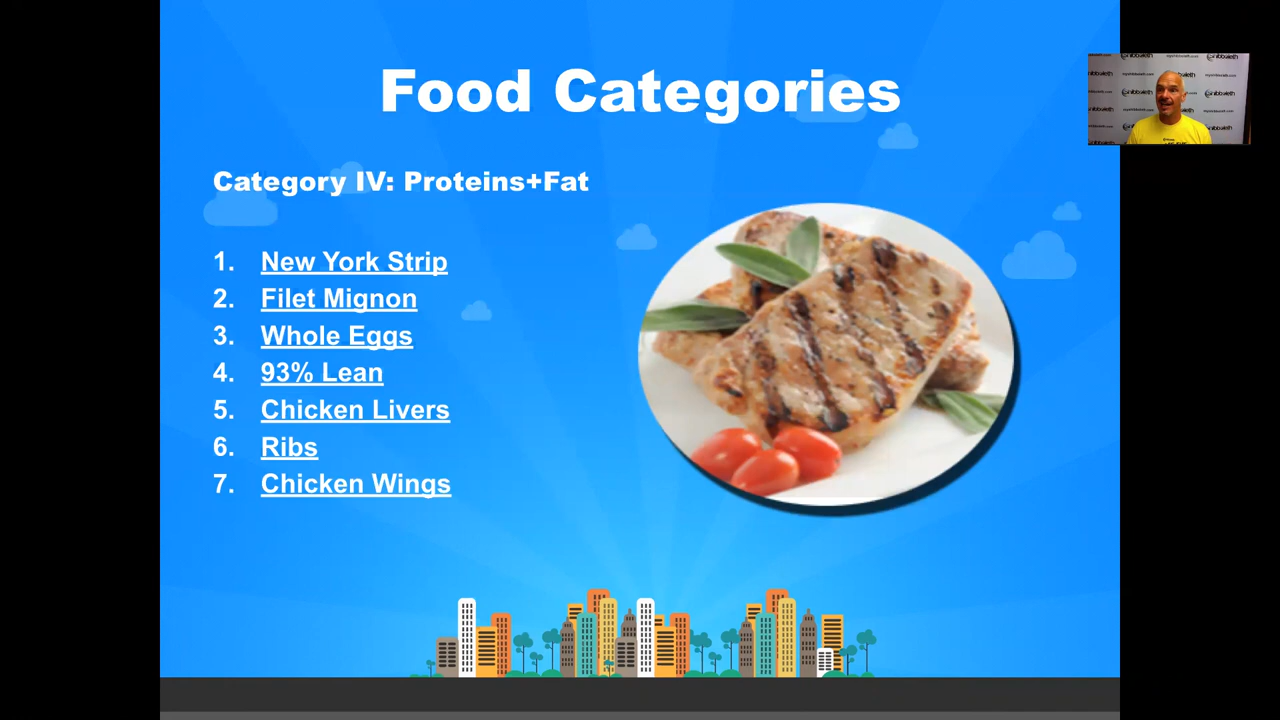 Food Categories
Category IV: Proteins+Fat
1. New York Strip
2. Filet Mignon
3. Whole Eggs
4. 93% Lean
5. Chicken Livers
6. Ribs
7. Chicken Wings